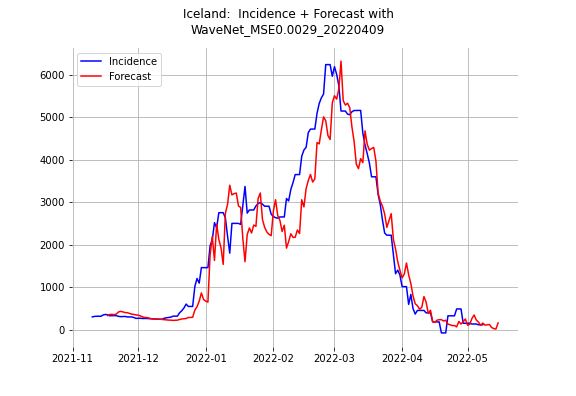 Iceland:  Incidence + Forecast with
WaveNet_MSE0.0029_20220409
Incidence
Forecast
6000
5000
4000
3000
2000
1000
0
2021-11 2021-12 2022-01 2022-02 2022-03 2022-04 2022-05